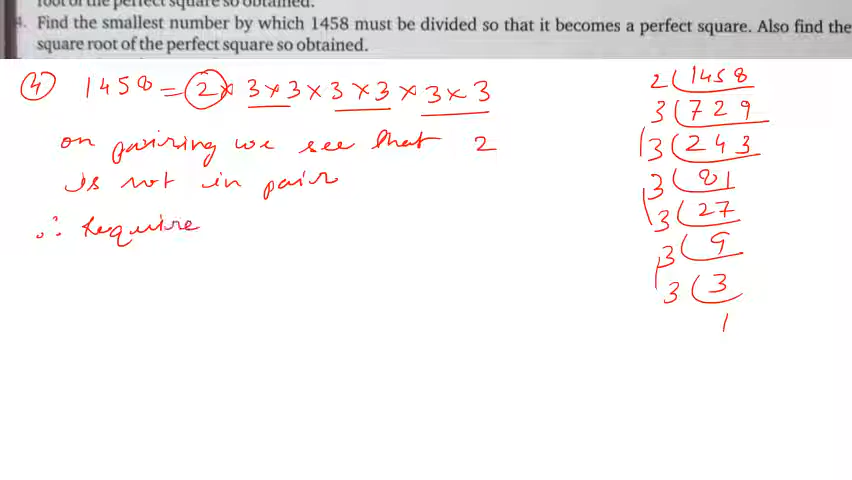 root of the perfect square so obtained.
4. Find the smallest number by which 1458 must be divided so that it becomes a perfect square. Also find the
square root of the perfect square so obtained.
④ 1458 = 2 × 3 × 3 × 3 × 3 × 3 × 3
on pairing we see that 2
is not in pair
∴ Require
2 1458
3 729
3 243
3 81
3 27
3 9
3 3
1